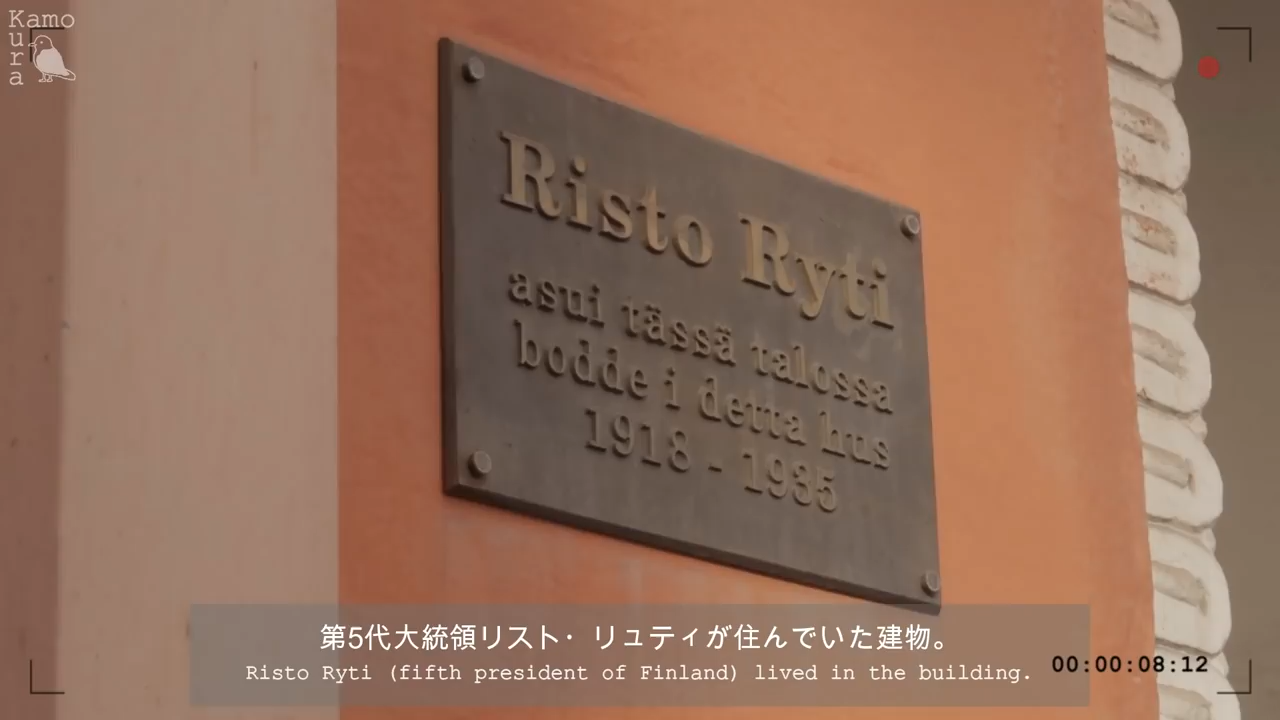 Kamo
u
r
a
Risto Ryti
asui tässä talossa
bodde i detta hus
1918 - 1935
第5代大統領リスト・リュティが住んでいた建物。
Risto Ryti (fifth president of Finland) lived in the building.
00:00:08:12